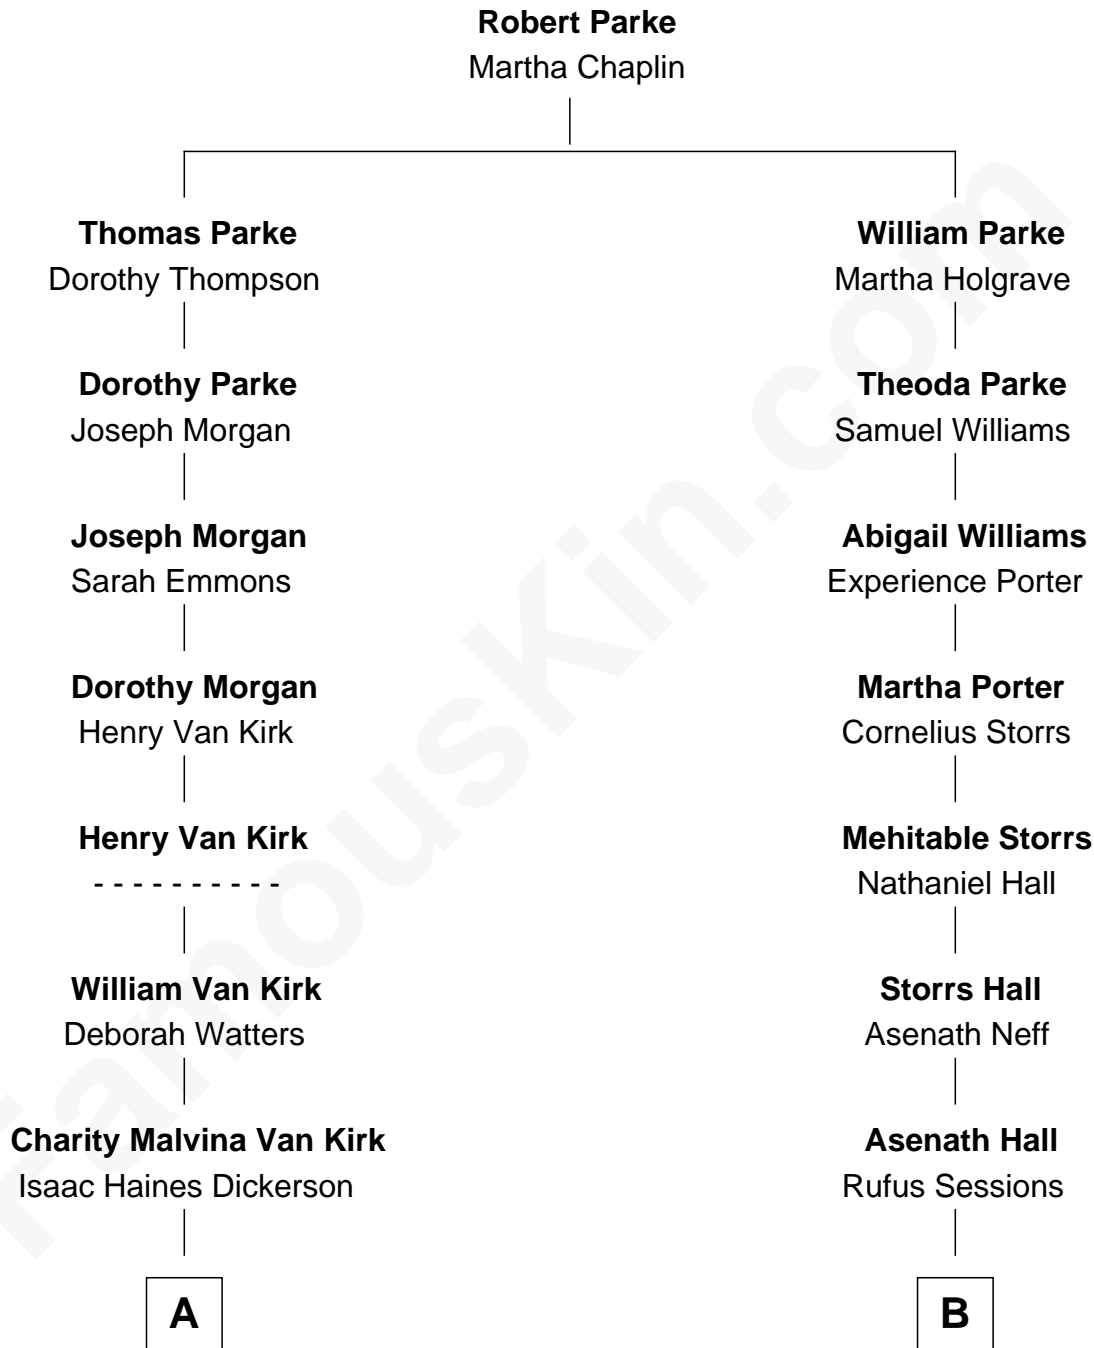 Robert Parke
Martha Chaplin
Thomas Parke
Dorothy Thompson
William Parke
Martha Holgrave
Dorothy Parke
Joseph Morgan
Theoda Parke
Samuel Williams
Joseph Morgan
Sarah Emmons
Abigail Williams
Experience Porter
Dorothy Morgan
Henry Van Kirk
Martha Porter
Cornelius Storrs
Henry Van Kirk
- - - - - - - - - -
Mehitable Storrs
Nathaniel Hall
William Van Kirk
Deborah Watters
Storrs Hall
Asenath Neff
Charity Malvina Van Kirk
Isaac Haines Dickerson
Asenath Hall
Rufus Sessions
A
B
FamousKin.com